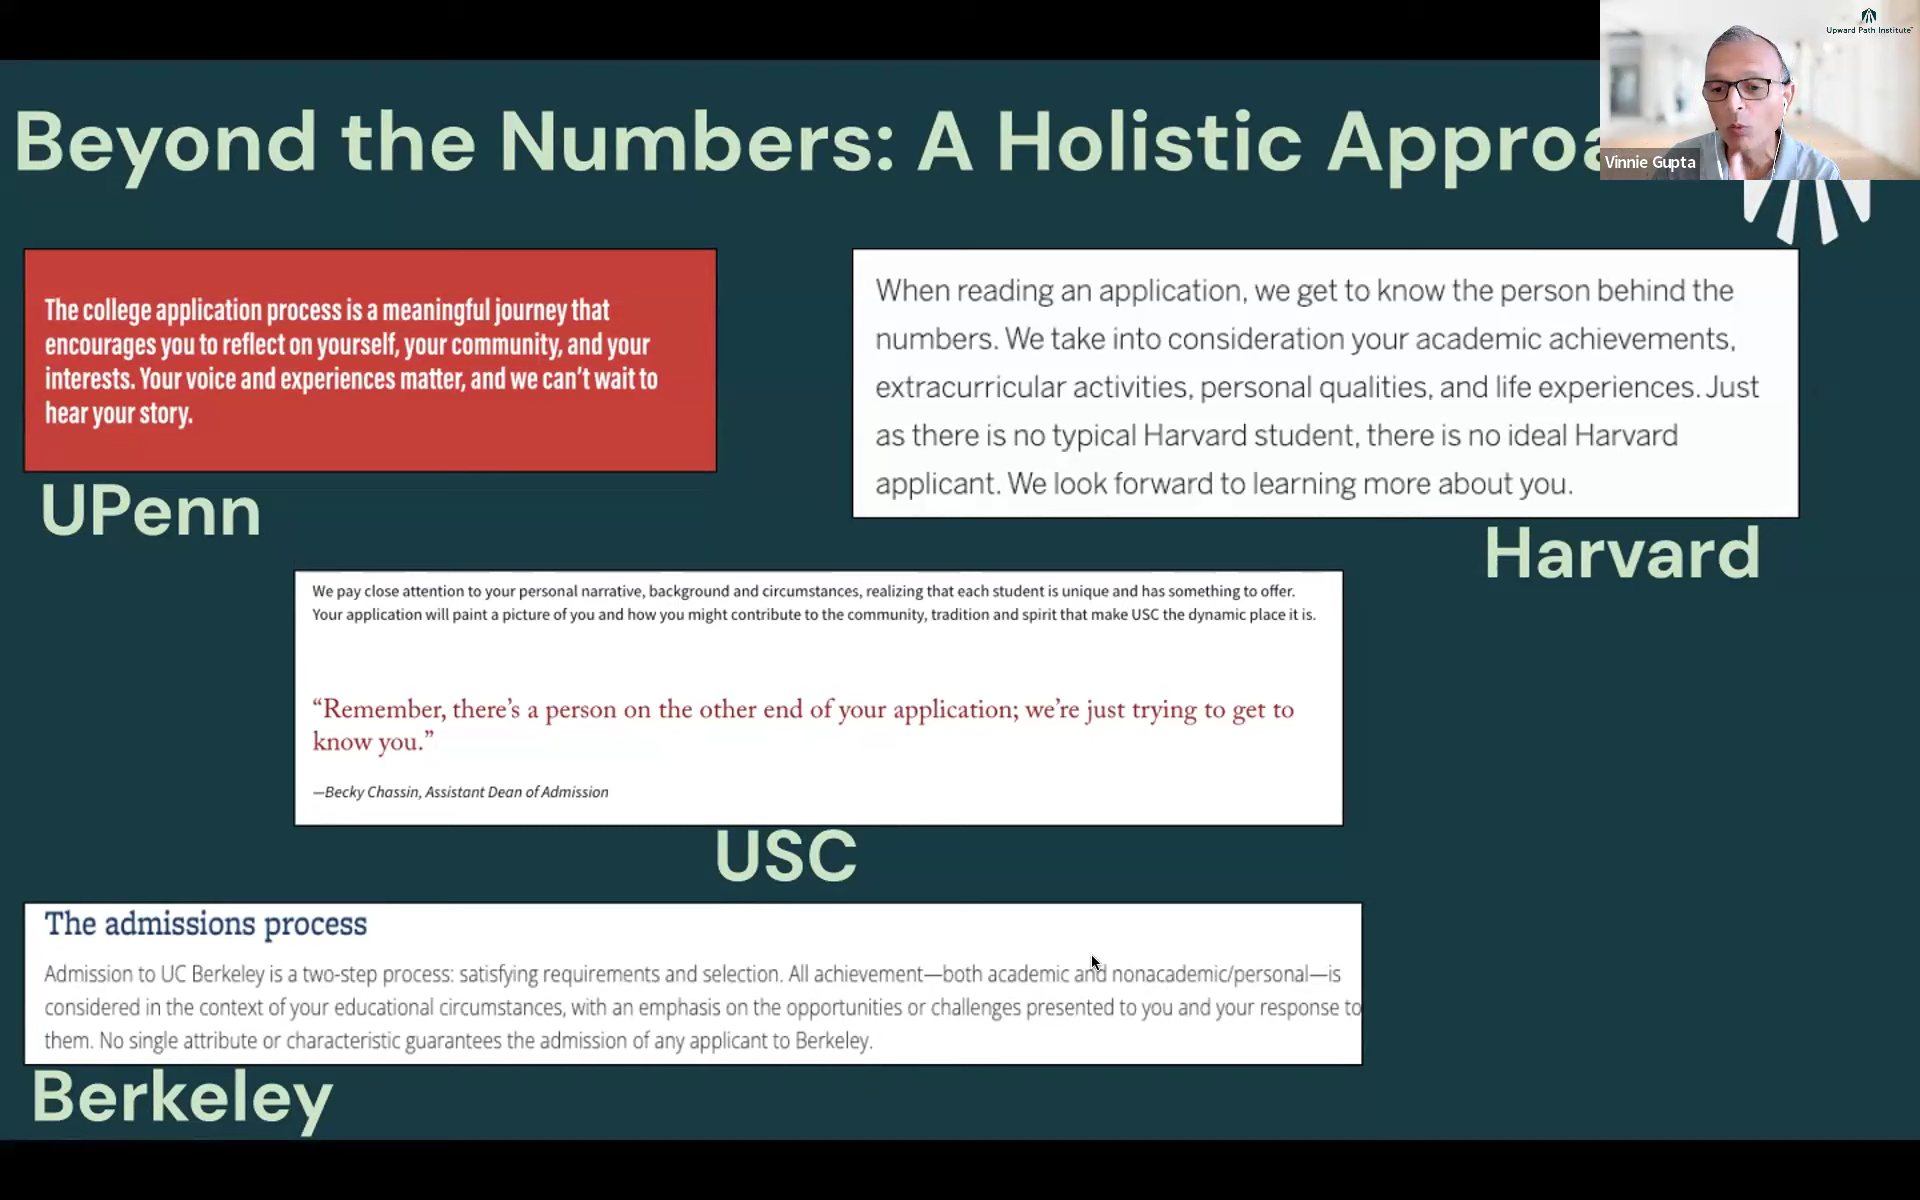 Upward Path Institute
Vinnie Gupta
Beyond the Numbers: A Holistic Approa
The college application process is a meaningful journey that
encourages you to reflect on yourself, your community, and your
interests. Your voice and experiences matter, and we can't wait to
hear your story.
UPenn
When reading an application, we get to know the person behind the
numbers. We take into consideration your academic achievements,
extracurricular activities, personal qualities, and life experiences. Just
as there is no typical Harvard student, there is no ideal Harvard
applicant. We look forward to learning more about you.
Harvard
We pay close attention to your personal narrative, background and circumstances, realizing that each student is unique and has something to offer.
Your application will paint a picture of you and how you might contribute to the community, tradition and spirit that make USC the dynamic place it is.
“Remember, there’s a person on the other end of your application; we’re just trying to get to
know you.”
—Becky Chassin, Assistant Dean of Admission
USC
The admissions process
Admission to UC Berkeley is a two-step process: satisfying requirements and selection. All achievement—both academic and nonacademic/personal—is
considered in the context of your educational circumstances, with an emphasis on the opportunities or challenges presented to you and your response to
them. No single attribute or characteristic guarantees the admission of any applicant to Berkeley.
Berkeley